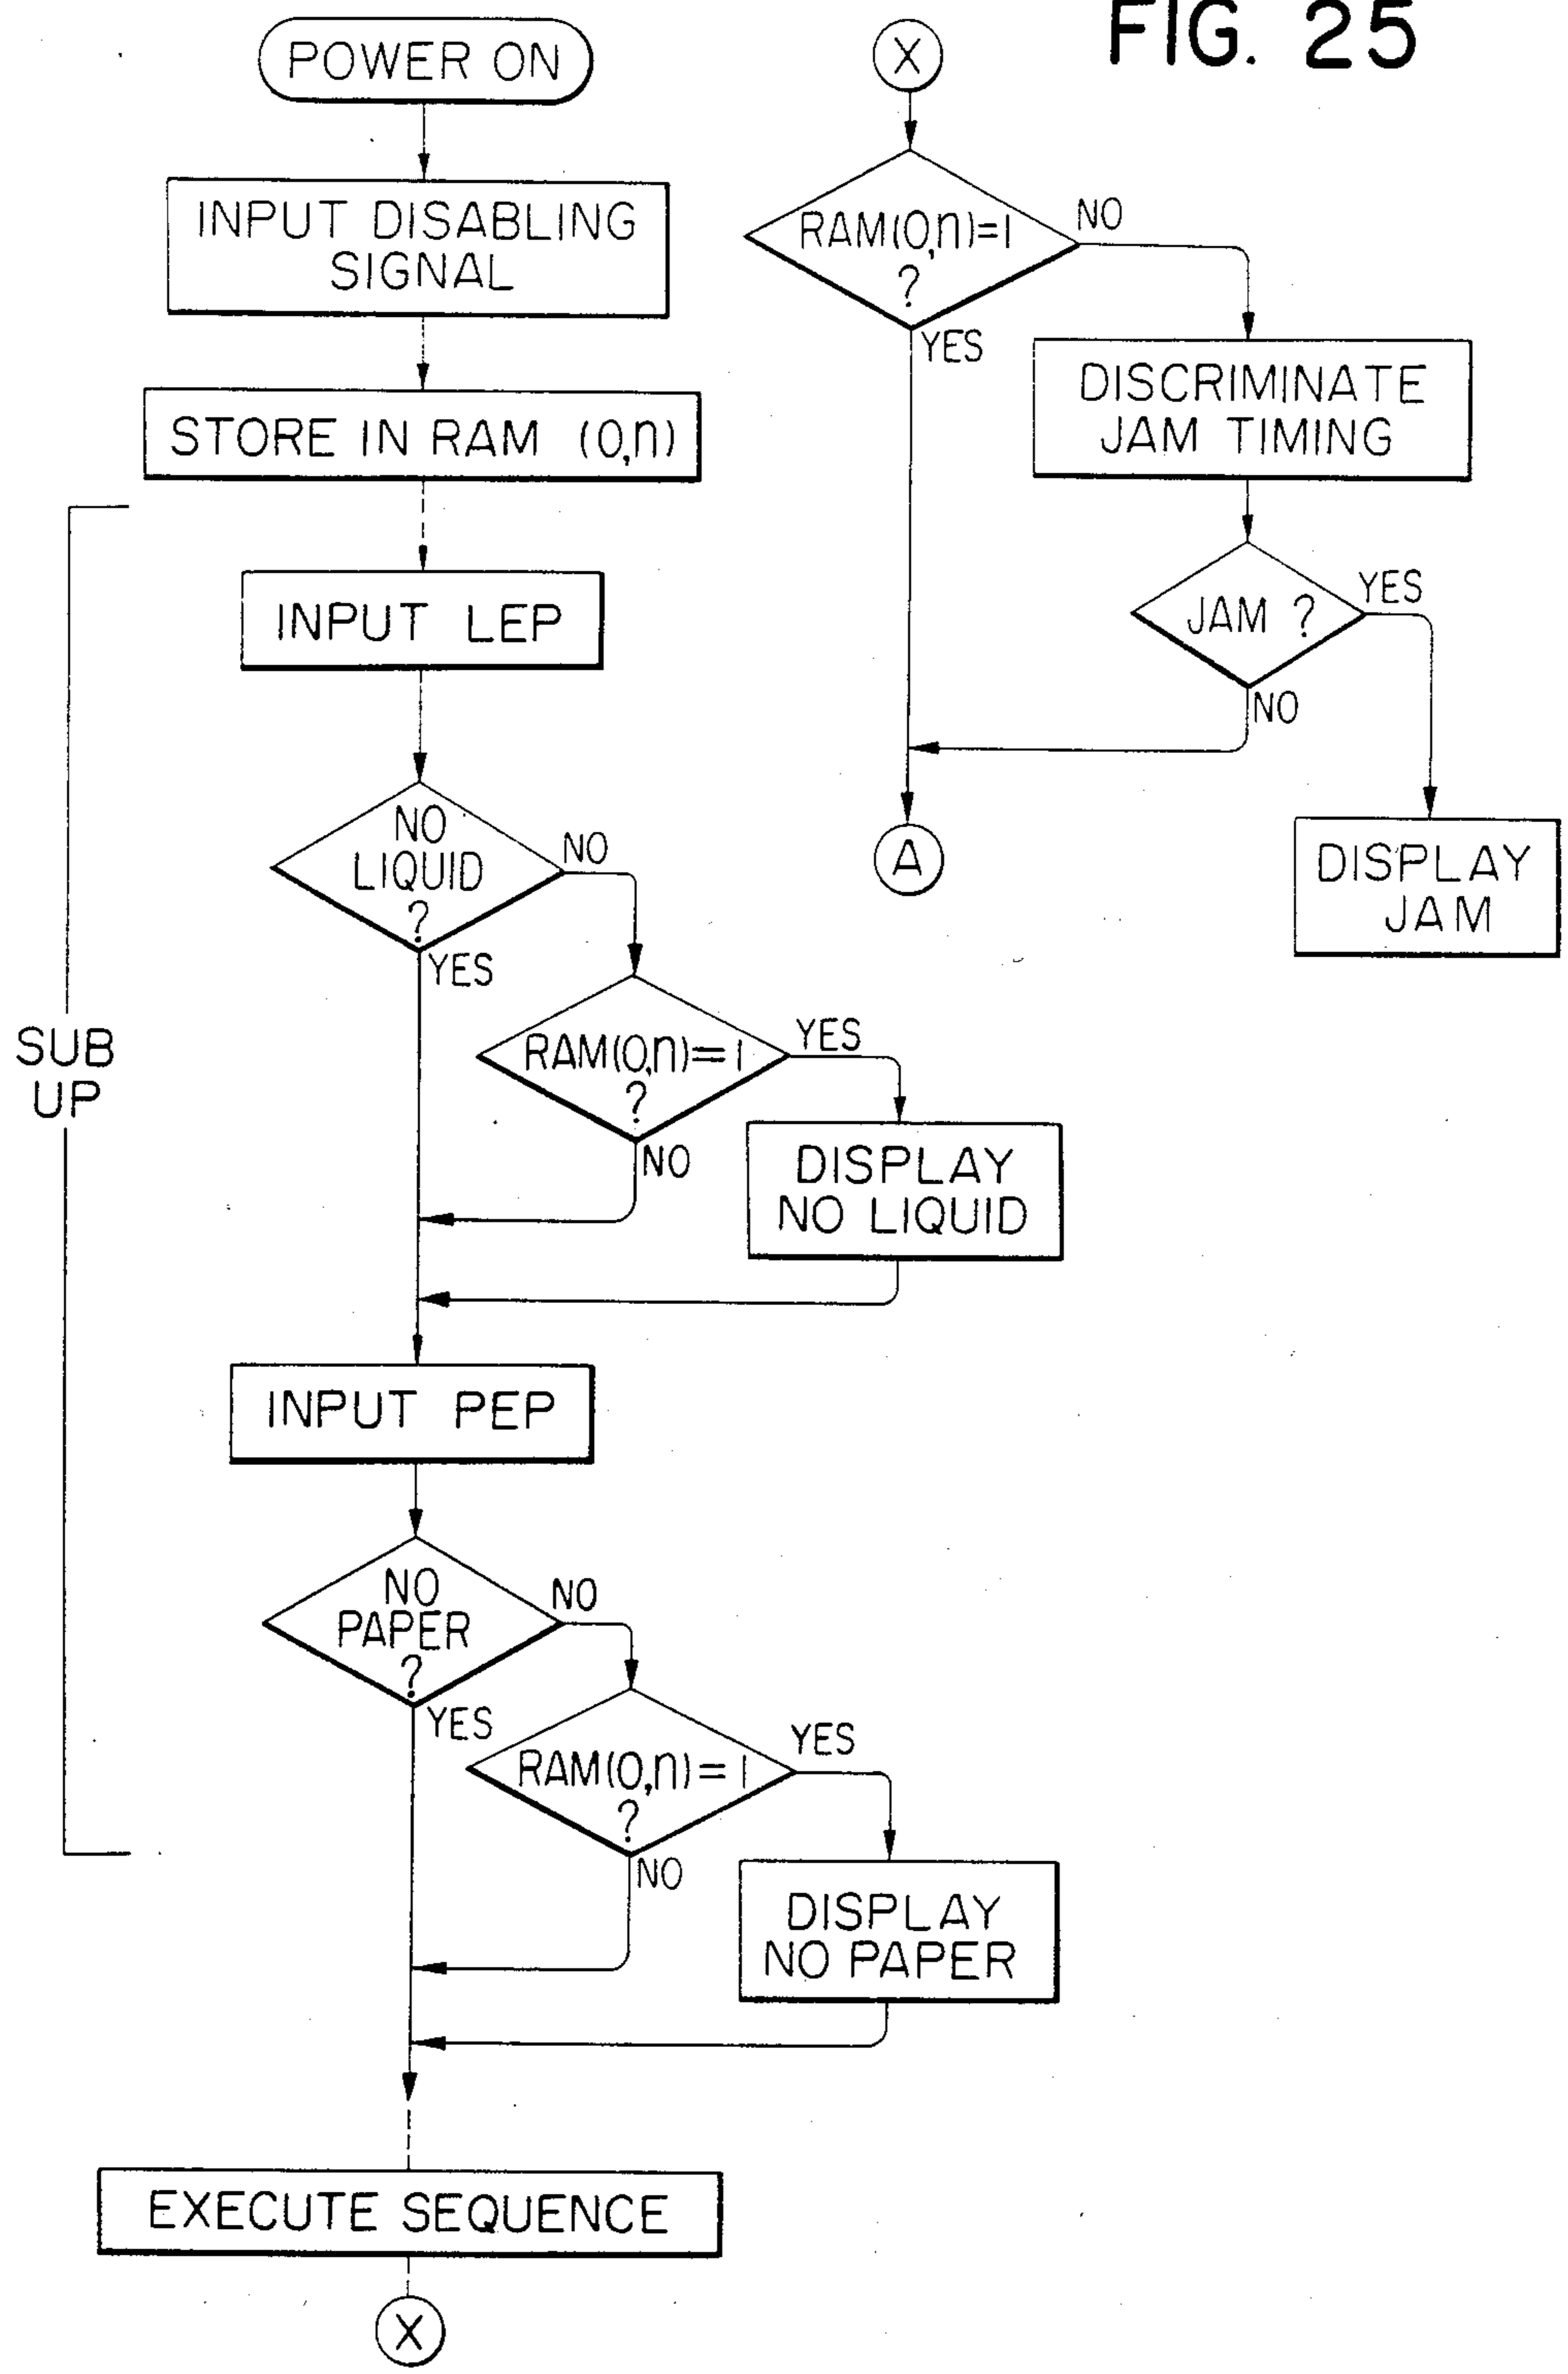 FIG. 25
POWER ON
INPUT DISABLING
SIGNAL
STORE IN RAM (0,n)
INPUT LEP
NO
LIQUID
?
NO
YES
RAM(0,n)=1
?
YES
NO
DISPLAY
NO LIQUID
SUB
UP
INPUT PEP
NO
PAPER
?
NO
YES
RAM(0,n)=1
?
YES
NO
DISPLAY
NO PAPER
EXECUTE SEQUENCE
X
X
RAM(0,n)=1
?
NO
YES
DISCRIMINATE
JAM TIMING
JAM ?
YES
NO
A
DISPLAY
JAM